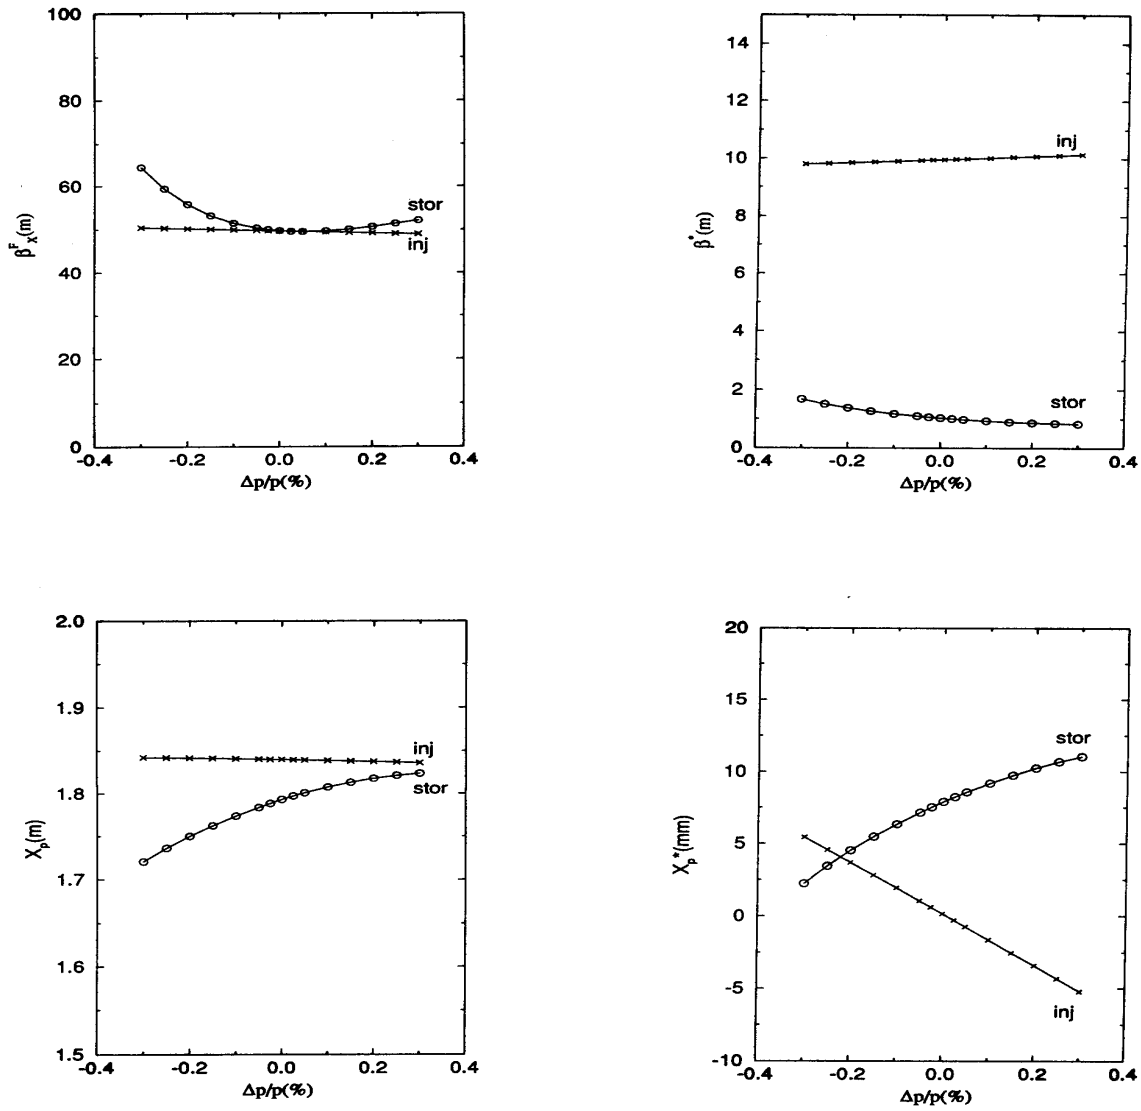 100
80
60
40
20
0
-0.4 -0.2 0.0 0.2 0.4
Δp/p(%)
β^F_X(m)
stor
inj
14
12
10
8
6
4
2
0
-0.4 -0.2 0.0 0.2 0.4
Δp/p(%)
β*(m)
inj
stor
2.0
1.9
1.8
1.7
1.6
1.5
-0.4 -0.2 0.0 0.2 0.4
Δp/p(%)
X_p(m)
inj
stor
20
15
10
5
0
-5
-10
-0.4 -0.2 0.0 0.2 0.4
Δp/p(%)
X_p*(mm)
stor
inj